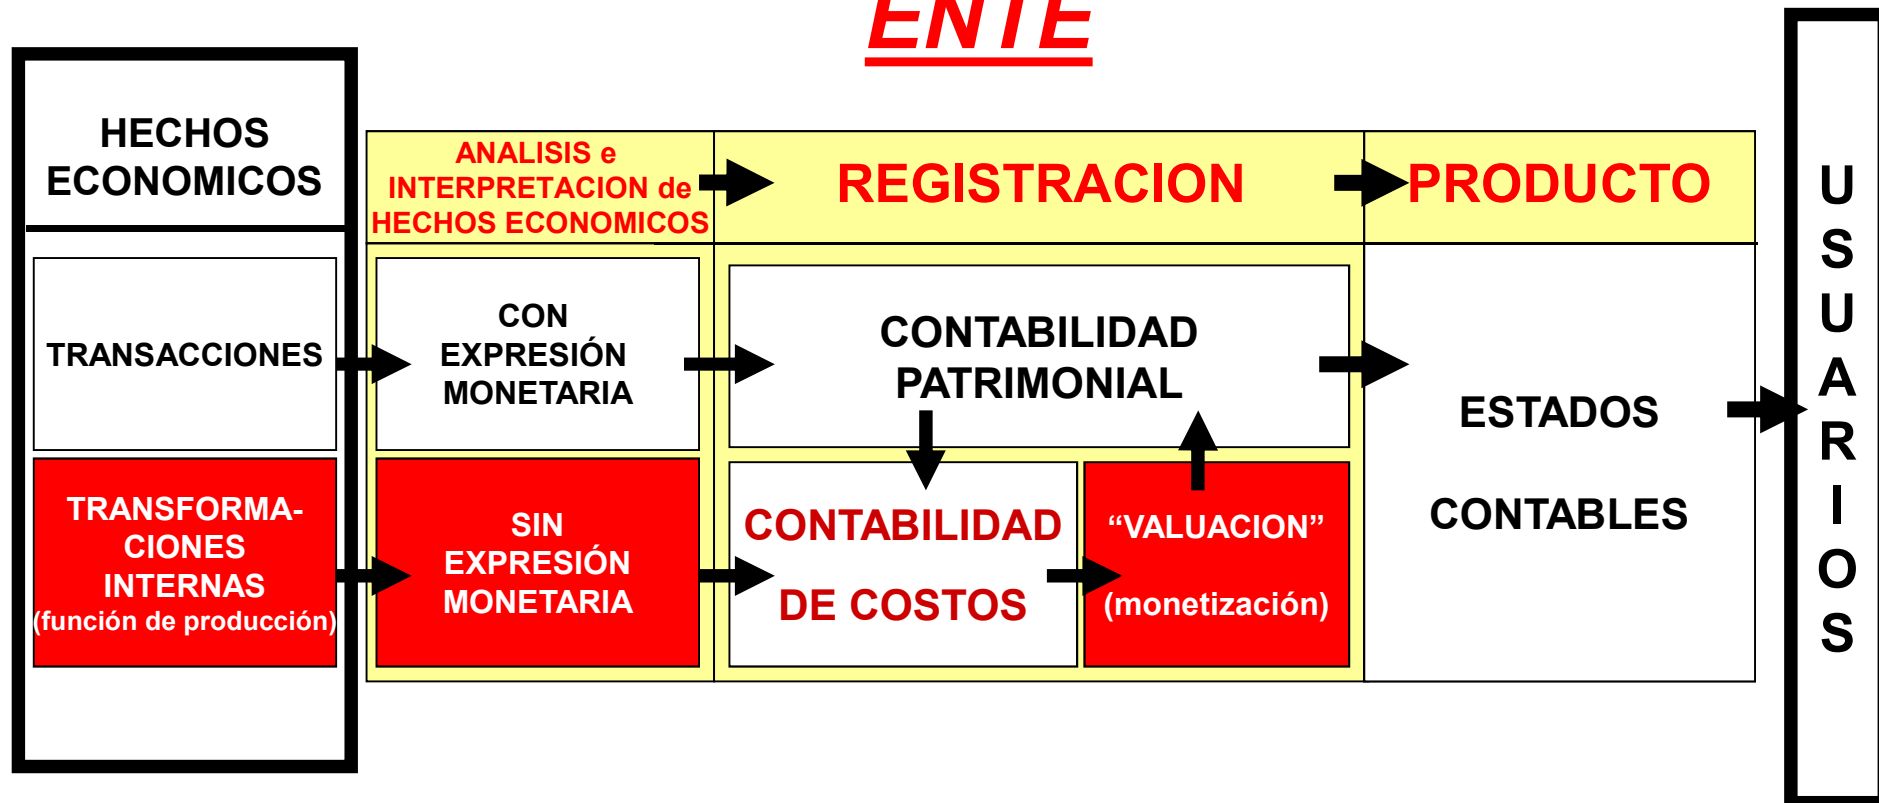 ENTE
HECHOS
ECONOMICOS
ANALISIS e
INTERPRETACION de
HECHOS ECONOMICOS
REGISTRACION
PRODUCTO
TRANSACCIONES
CON
EXPRESIÓN
MONETARIA
CONTABILIDAD
PATRIMONIAL
TRANSFORMA-
CIONES
INTERNAS
(función de producción)
SIN
EXPRESIÓN
MONETARIA
CONTABILIDAD
DE COSTOS
“VALUACION”
(monetización)
ESTADOS
CONTABLES
U
S
U
A
R
I
O
S